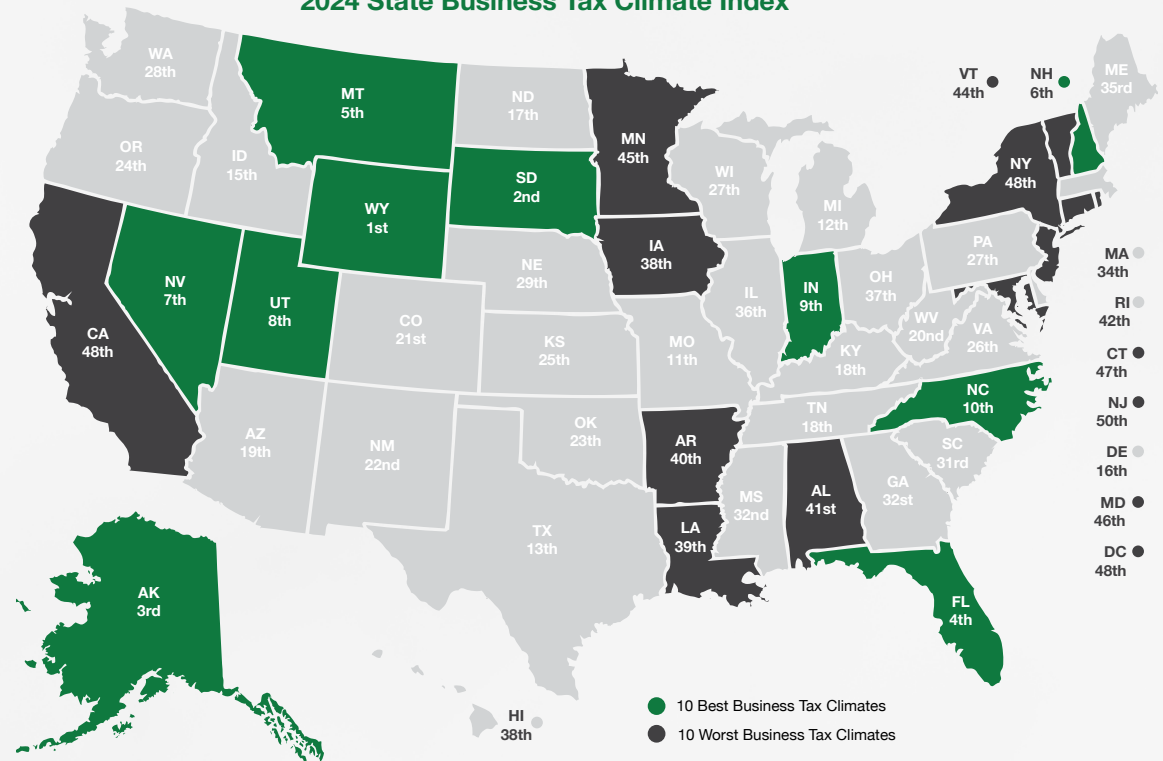 2024 State Business Tax Climate Index
WA
28th
MT
5th
ND
17th
MN
45th
VT
44th
NH
6th
ME
35rd
OR
24th
ID
15th
WY
1st
SD
2nd
WI
27th
MI
12th
NY
48th
NV
7th
UT
8th
CA
48th
CO
21st
NE
29th
IA
38th
IL
36th
IN
9th
OH
37th
PA
27th
MA
34th
RI
42th
CT
47th
NJ
50th
DE
16th
MD
46th
DC
48th
KS
25th
MO
11th
KY
18th
WV
20nd
VA
26th
AZ
19th
NM
22nd
OK
23th
AR
40th
TN
18th
NC
10th
SC
31rd
TX
13th
LA
39th
MS
32nd
AL
41st
GA
32st
FL
4th
AK
3rd
HI
38th
10 Best Business Tax Climates
10 Worst Business Tax Climates